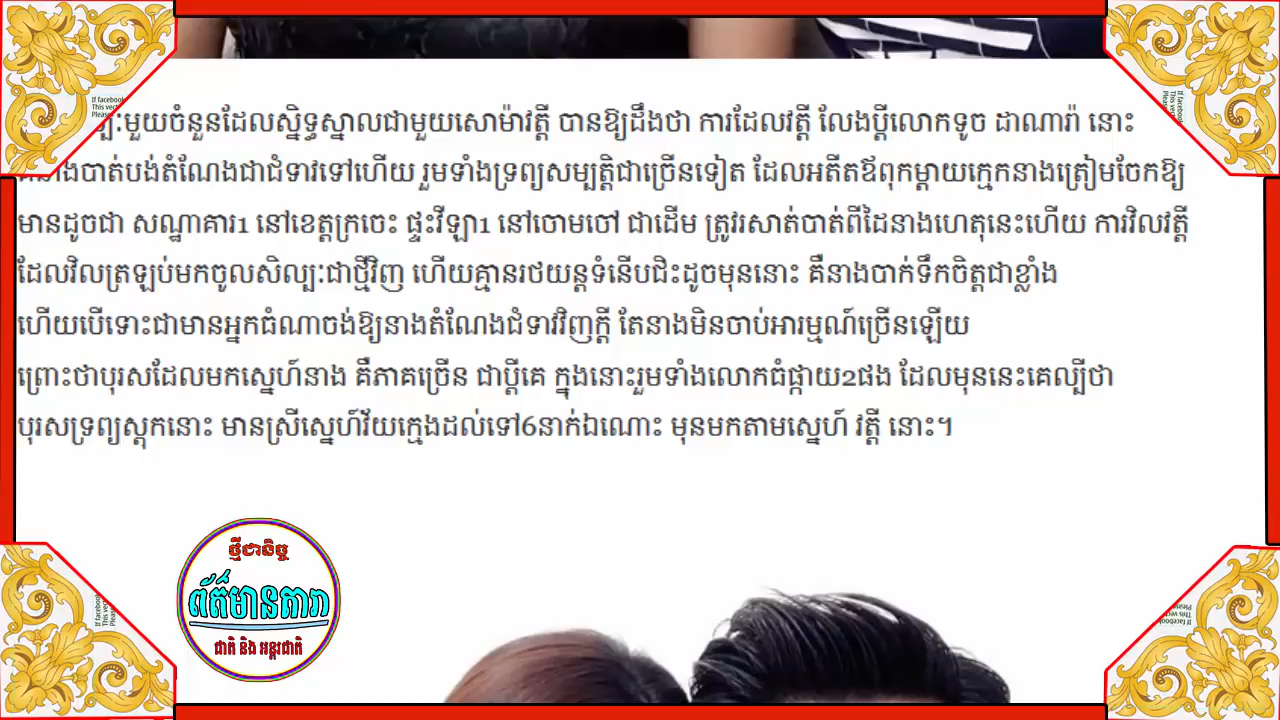 If facebook
This vect
Please
មួយចំនួនដែលស្និទ្ធស្នាលជាមួយសោម៉ាវត្តី បានឱ្យដឹងថា ការដែលវត្តី លែងប្ដីលោកទូច ដាណារ៉ា នោះ
បាត់បង់តំណែងជាជំទាវទៅហើយ រួមទាំងទ្រព្យសម្បត្តិជាច្រើនទៀត ដែលអតីតឪពុកម្ដាយក្មេកនាងត្រៀមចែកឱ្យ
មានដូចជា សណ្ឋាគារ1 នៅខេត្តក្រចេះ ផ្ទះវីឡា1 នៅចោមចៅ ជាដើម ត្រូវរសាត់បាត់ពីដៃនាងហេតុនេះហើយ ការវិលវត្តី
ដែលវិលត្រឡប់មកចូលសិល្បៈជាថ្មីវិញ ហើយគ្មានរថយន្តទំនើបជិះដូចមុននោះ គឺនាងបាក់ទឹកចិត្តជាខ្លាំង
ហើយបើទោះជាមានអ្នកធំណាចង់ឱ្យនាងតំណែងជំទាវវិញក្ដី តែនាងមិនចាប់អារម្មណ៍ច្រើនឡើយ
ព្រោះថាបុរសដែលមកស្នេហ៍នាង គឺភាគច្រើន ជាប្ដីគេ ក្នុងនោះរួមទាំងលោកធំផ្កាយ2ផង ដែលមុននេះគេល្បីថា
បុរសទ្រព្យស្ដុកនោះ មានស្រីស្នេហ៍វ័យក្មេងដល់ទៅ6នាក់ឯណោះ មុនមកតាមស្នេហ៍ វត្តី នោះ។
ថ្មីជានិច្ច
ព័ត៌មានតារា
ជាតិ និង អន្តរជាតិ